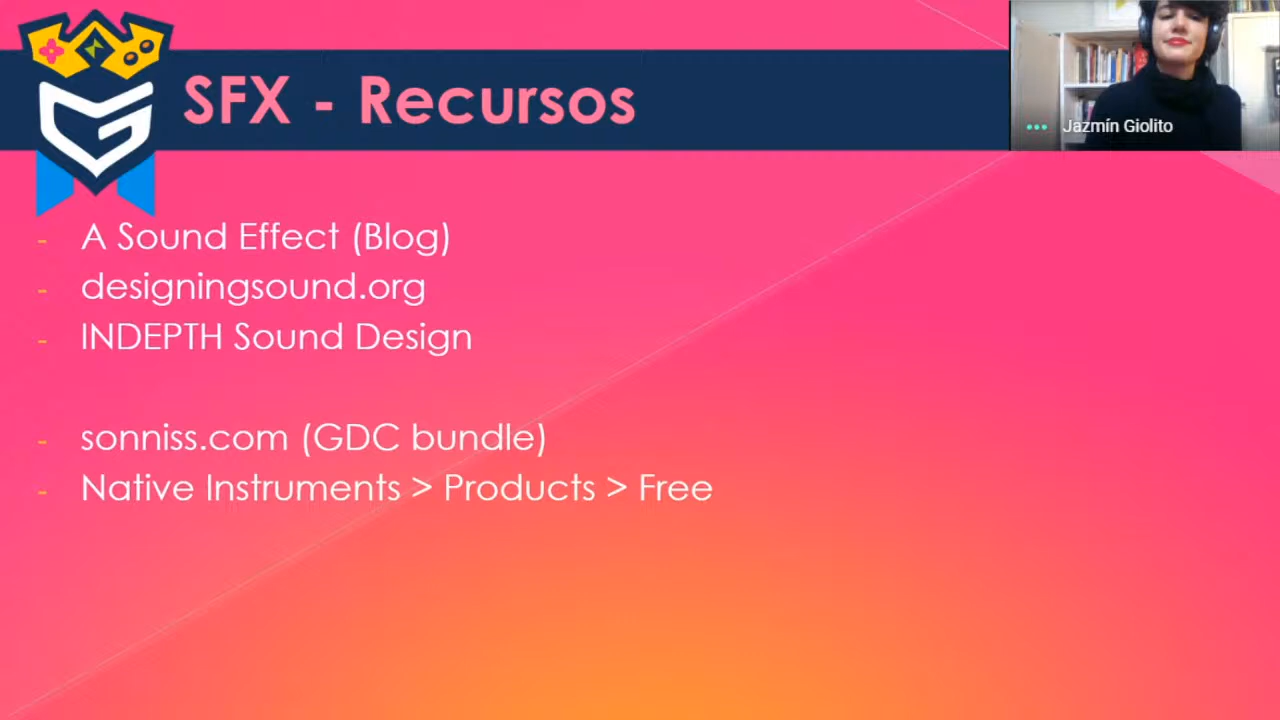 SFX - Recursos
Jazmín Giolito
- A Sound Effect (Blog)
- designingsound.org
- INDEPTH Sound Design
- sonniss.com (GDC bundle)
- Native Instruments > Products > Free